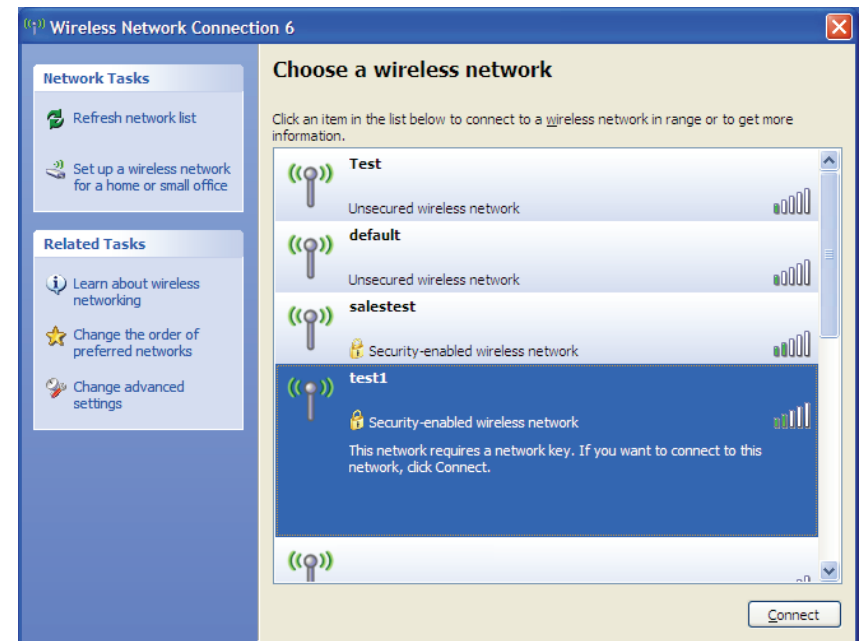 Wireless Network Connection 6
Network Tasks
Refresh network list
Set up a wireless network
for a home or small office
Related Tasks
Learn about wireless
networking
Change the order of
preferred networks
Change advanced
settings
Choose a wireless network
Click an item in the list below to connect to a wireless network in range or to get more
information.
Test
Unsecured wireless network
default
Unsecured wireless network
salestest
Security-enabled wireless network
test1
Security-enabled wireless network
This network requires a network key. If you want to connect to this
network, click Connect.
Connect